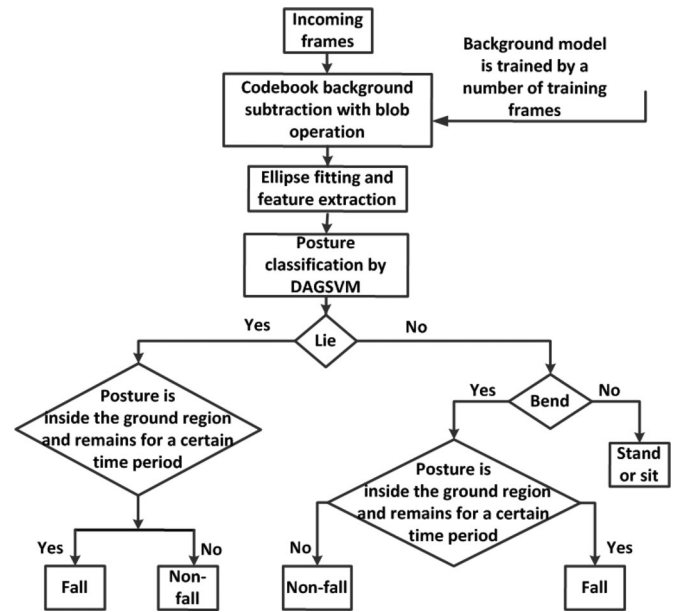 Incoming
frames
Background model
is trained by a
number of training
frames
Codebook background
subtraction with blob
operation
Ellipse fitting and
feature extraction
Posture
classification by
DAGSVM
Yes
No
Lie
Posture is
inside the ground region
and remains for a certain
time period
Yes
No
Bend
Stand
or sit
Posture is
inside the ground region
and remains for a certain
time period
Yes
No
Fall
Non-
fall
No
Yes
Non-fall
Fall